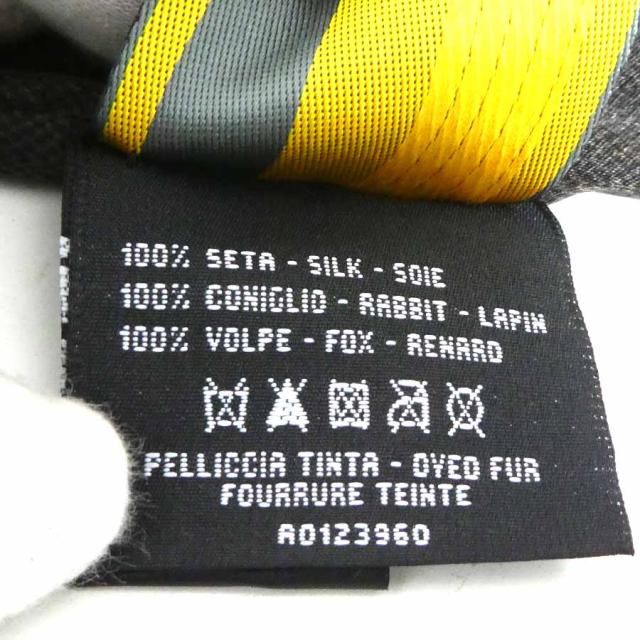 100% SETA - SILK - SOIE
100% CONIGLIO - RABBIT - LAPIN
100% VOLPE - FOX - RENARD
PELLICCIA TINTA - DYED FUR
FOURRURE TEINTE
A0123960